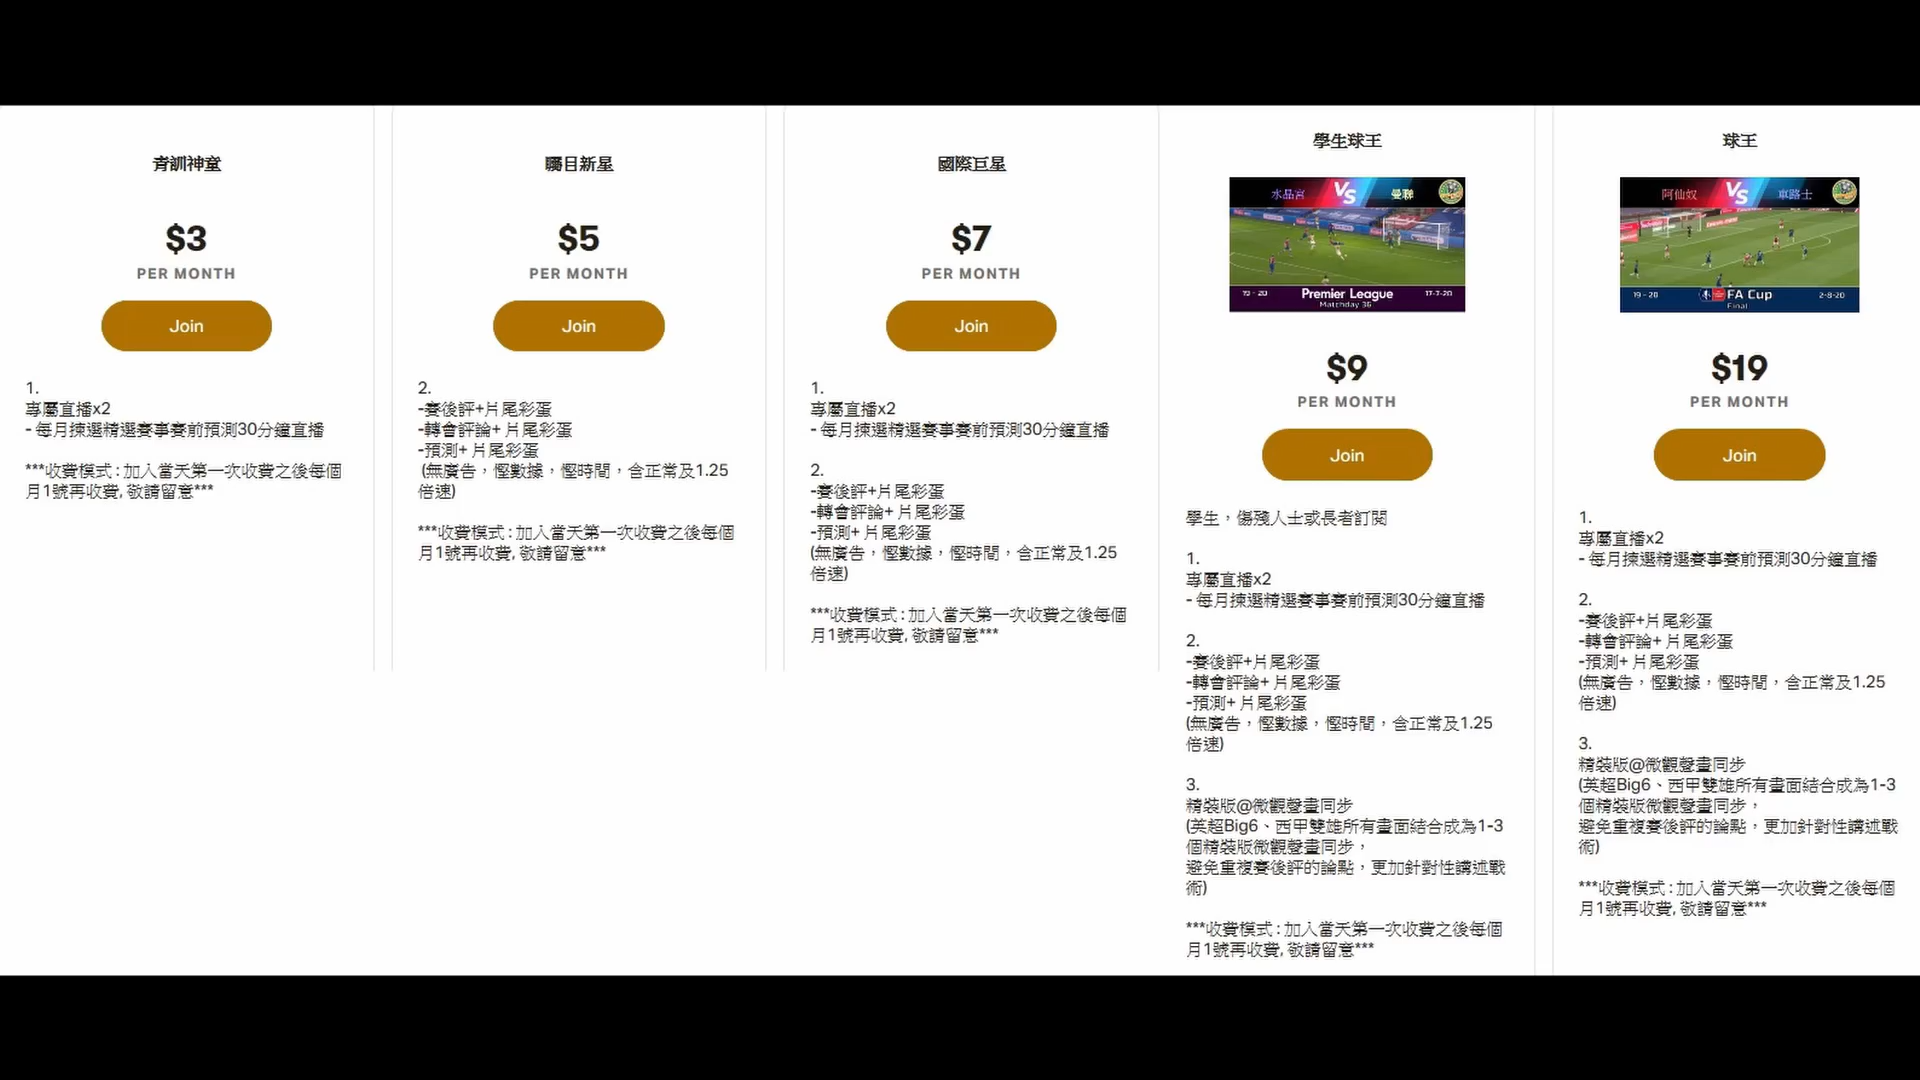 青訓神童
$3
PER MONTH
Join
1.
專屬直播x2
- 每月揀選精選賽事賽前預測30分鐘直播
***收費模式 : 加入當天第一次收費之後每個
月1號再收費, 敬請留意***
矚目新星
$5
PER MONTH
Join
2.
-賽後評+片尾彩蛋
-轉會評論+ 片尾彩蛋
-預測+ 片尾彩蛋
(無廣告，慳數據，慳時間，含正常及1.25
倍速)
***收費模式 : 加入當天第一次收費之後每個
月1號再收費, 敬請留意***
國際巨星
$7
PER MONTH
Join
1.
專屬直播x2
- 每月揀選精選賽事賽前預測30分鐘直播
2.
-賽後評+片尾彩蛋
-轉會評論+ 片尾彩蛋
-預測+ 片尾彩蛋
(無廣告，慳數據，慳時間，含正常及1.25
倍速)
***收費模式 : 加入當天第一次收費之後每個
月1號再收費, 敬請留意***
學生球王
水晶宮 VS 曼聯
19 - 20 Premier League 17-7-20
Matchday 36
$9
PER MONTH
Join
學生，傷殘人士或長者訂閱
1.
專屬直播x2
- 每月揀選精選賽事賽前預測30分鐘直播
2.
-賽後評+片尾彩蛋
-轉會評論+ 片尾彩蛋
-預測+ 片尾彩蛋
(無廣告，慳數據，慳時間，含正常及1.25
倍速)
3.
精裝版@微觀聲畫同步
(英超Big6、西甲雙雄所有畫面結合成為1-3
個精裝版微觀聲畫同步，
避免重複賽後評的論點，更加針對性講述戰
術)
***收費模式 : 加入當天第一次收費之後每個
月1號再收費, 敬請留意***
球王
阿仙奴 VS 車路士
19 - 20 FA Cup 2-8-20
Final
$19
PER MONTH
Join
1.
專屬直播x2
- 每月揀選精選賽事賽前預測30分鐘直播
2.
-賽後評+片尾彩蛋
-轉會評論+ 片尾彩蛋
-預測+ 片尾彩蛋
(無廣告，慳數據，慳時間，含正常及1.25
倍速)
3.
精裝版@微觀聲畫同步
(英超Big6、西甲雙雄所有畫面結合成為1-3
個精裝版微觀聲畫同步，
避免重複賽後評的論點，更加針對性講述戰
術)
***收費模式 : 加入當天第一次收費之後每個
月1號再收費, 敬請留意***